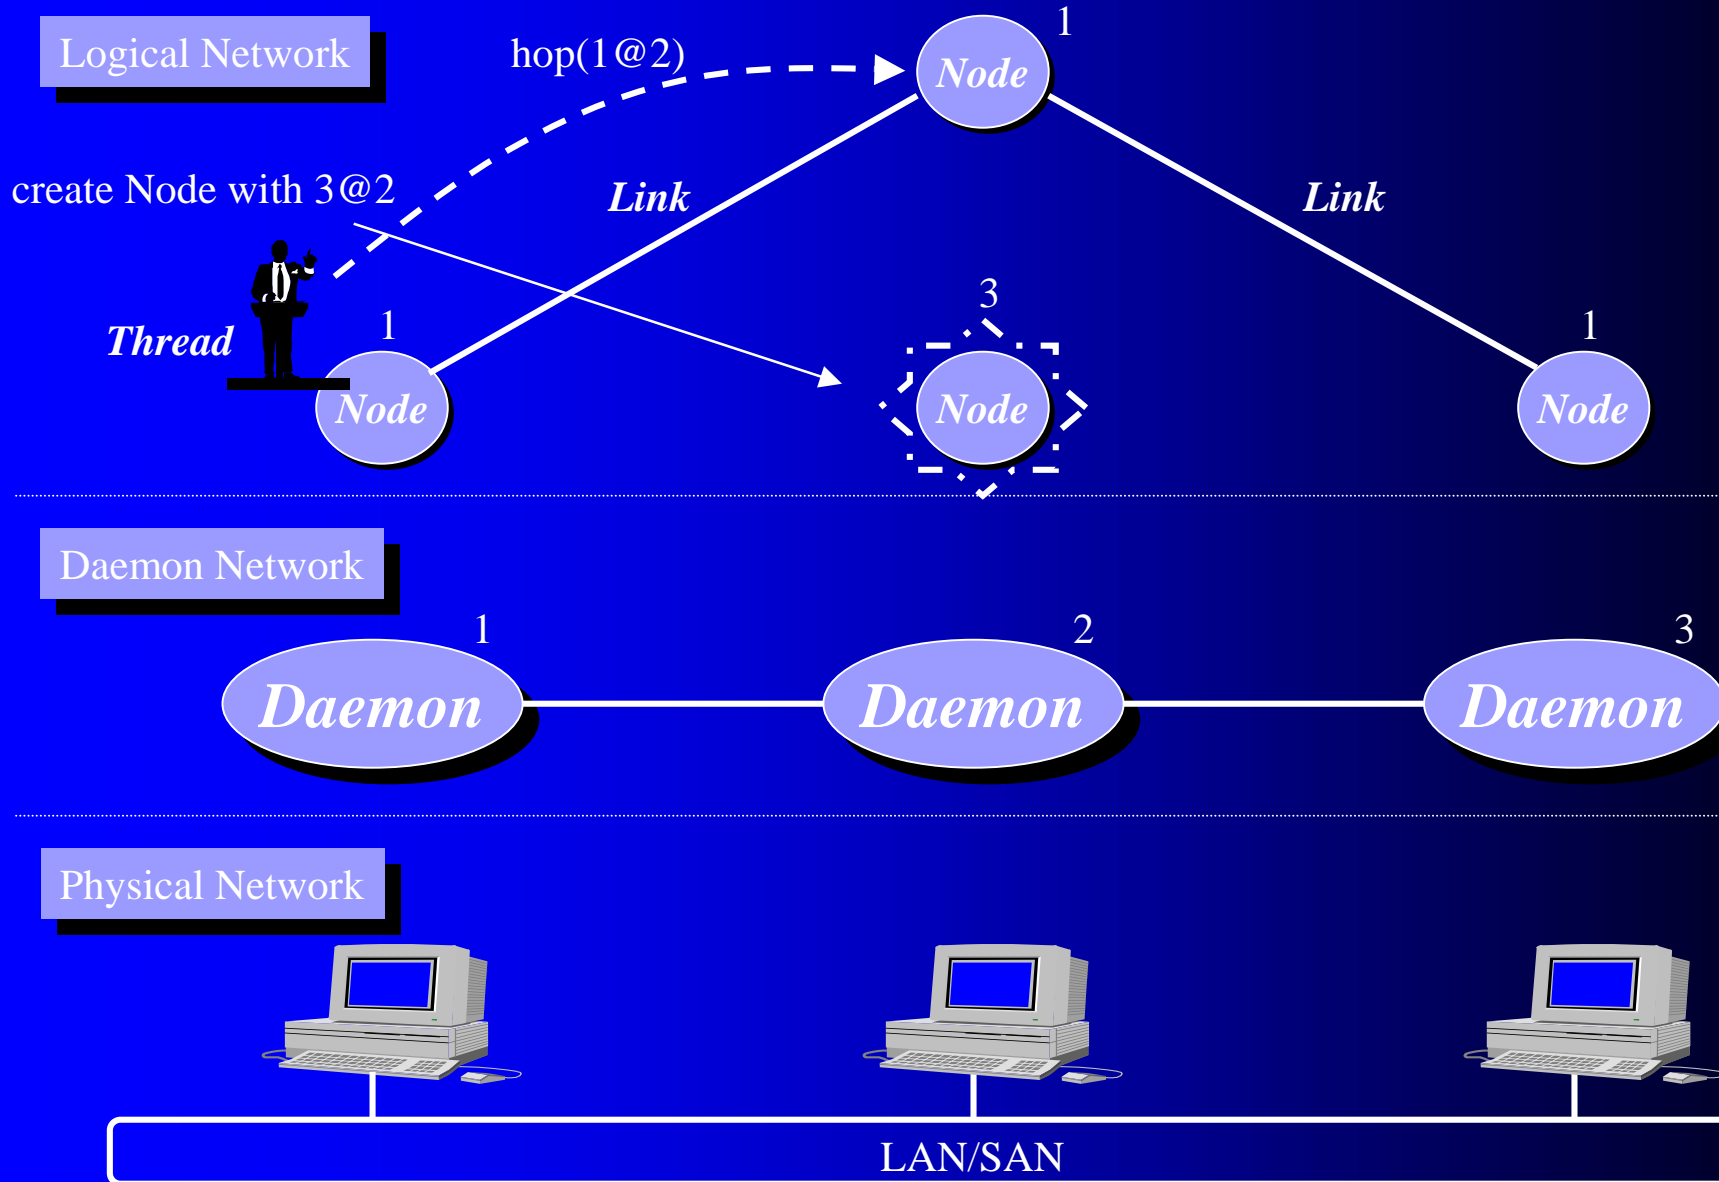 Logical Network
hop(1@2)
1
Node
create Node with 3@2
Link
Link
Thread
1
Node
3
Node
1
Node
Daemon Network
1
2
3
Daemon
Daemon
Daemon
Physical Network
LAN/SAN